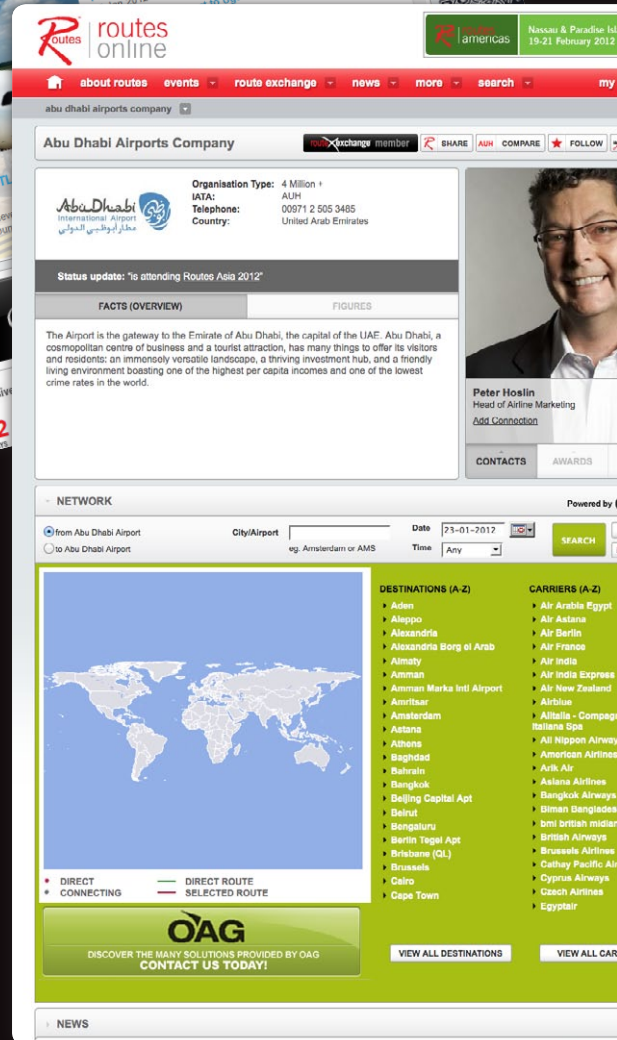 Routes
routes
online
routes
americas
Nassau & Paradise Isl
19-21 February 2012
about routes
events
route exchange
news
more
search
my
abu dhabi airports company
Abu Dhabi Airports Company
routeexchange member
SHARE
AUH COMPARE
FOLLOW
Abu Dhabi
International Airport
مطار أبوظبي الدولي
Organisation Type: 4 Million +
IATA: AUH
Telephone: 00971 2 505 3485
Country: United Arab Emirates
Status update: "is attending Routes Asia 2012"
FACTS (OVERVIEW)
FIGURES
The Airport is the gateway to the Emirate of Abu Dhabi, the capital of the UAE. Abu Dhabi, a
cosmopolitan centre of business and a tourist attraction, has many things to offer its visitors
and residents: an immensely versatile landscape, a thriving investment hub, and a friendly
living environment boasting one of the highest per capita incomes and one of the lowest
crime rates in the world.
Peter Hoslin
Head of Airline Marketing
Add Connection
CONTACTS
AWARDS
NETWORK
Powered by
from Abu Dhabi Airport
to Abu Dhabi Airport
City/Airport
eg. Amsterdam or AMS
Date 23-01-2012
Time Any
SEARCH
DIRECT
CONNECTING
DIRECT ROUTE
SELECTED ROUTE
OAG
DISCOVER THE MANY SOLUTIONS PROVIDED BY OAG
CONTACT US TODAY!
DESTINATIONS (A-Z)
Aden
Aleppo
Alexandria
Alexandria Borg el Arab
Almaty
Amman
Amman Marka Intl Airport
Amritsar
Amsterdam
Astana
Athens
Baghdad
Bahrain
Bangkok
Beijing Capital Apt
Beirut
Bengaluru
Berlin Tegel Apt
Brisbane (QL)
Brussels
Cairo
Cape Town
VIEW ALL DESTINATIONS
CARRIERS (A-Z)
Air Arabia Egypt
Air Astana
Air Berlin
Air France
Air India
Air India Express
Air New Zealand
Airblue
Alitalia - Compag
Italiana Spa
All Nippon Airway
American Airlines
Arik Air
Asiana Airlines
Bangkok Airways
Biman Banglades
bmi british midlan
British Airways
Brussels Airlines
Cathay Pacific Air
Cyprus Airways
Czech Airlines
Egyptair
VIEW ALL CAR
NEWS